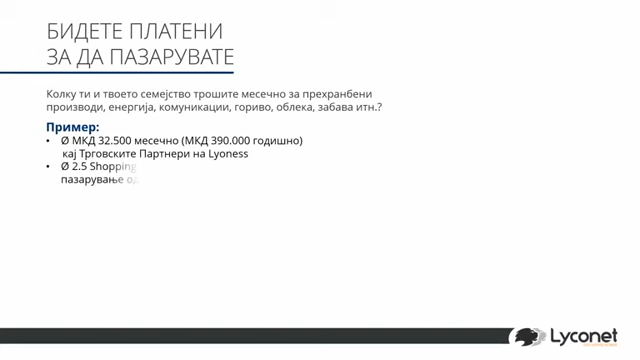 БИДЕТЕ ПЛАТЕНИ
ЗА ДА ПАЗАРУВАТЕ
Колку ти и твоето семејство трошите месечно за прехранбени
производи, енергија, комуникации, гориво, облека, забава итн.?
Пример:
• Ø МКД 32.500 месечно (МКД 390.000 годишно)
кај Трговските Партнери на Lyoness
• Ø 2.5 Shopping
пазарување од
Lyconet